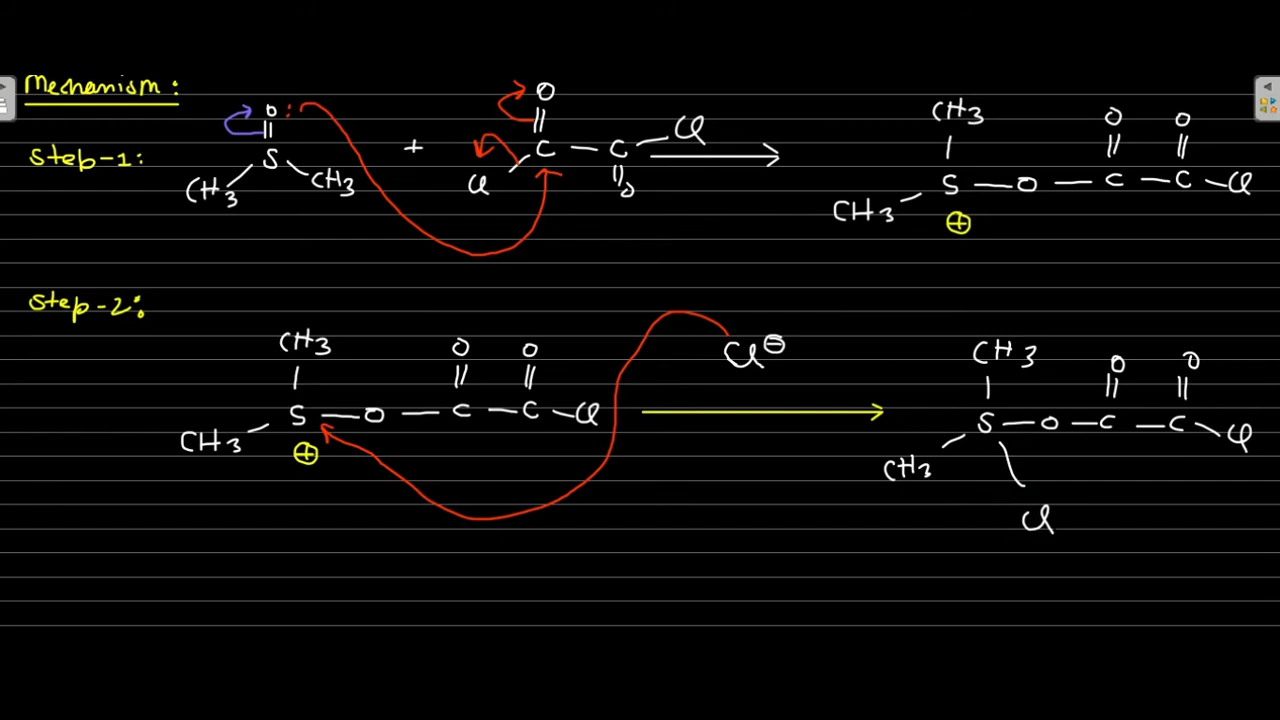 Mechanism:
Step-1:
O:
||
S
CH3 CH3
+
O
||
Cl C — C Cl
||
O
CH3
|
O O
|| ||
CH3 S — O — C — C — Cl
⊕
Step-2:
CH3
|
O O
|| ||
CH3 S — O — C — C — Cl
⊕
Cl⊖
CH3
|
O O
|| ||
CH3 S — O — C — C — Cl
Cl